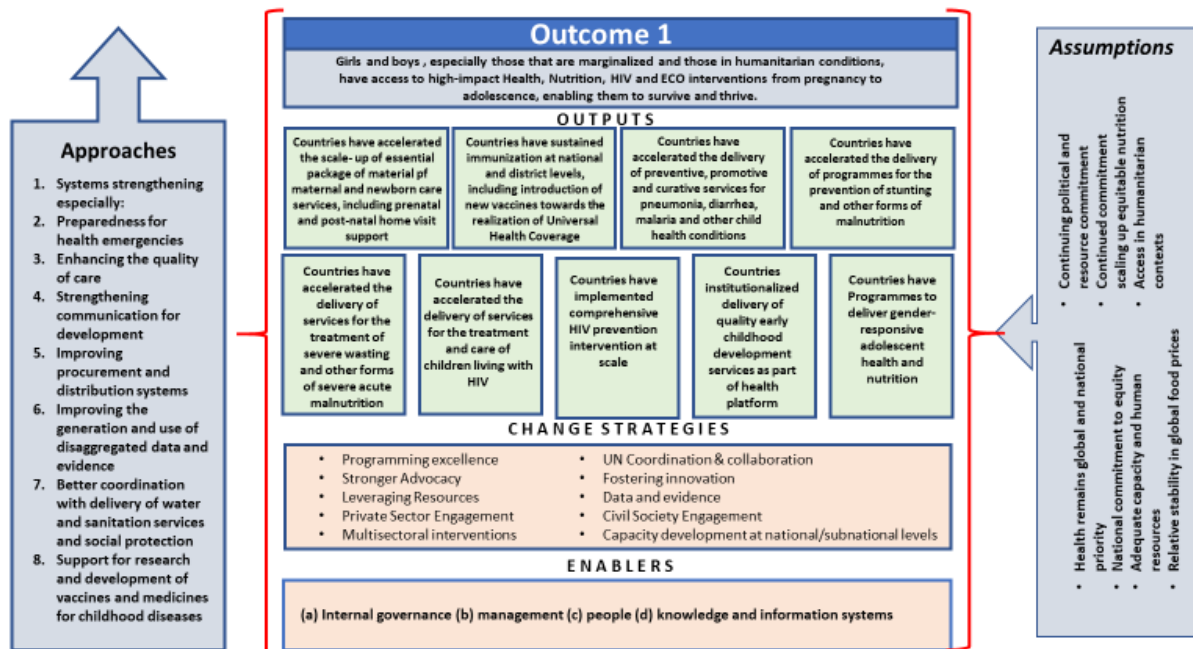 Approaches
1. Systems strengthening
especially:
2. Preparedness for
health emergencies
3. Enhancing the quality
of care
4. Strengthening
communication for
development
5. Improving
procurement and
distribution systems
6. Improving the
generation and use of
disaggregated data and
evidence
7. Better coordination
with delivery of water
and sanitation services
and social protection
8. Support for research
and development of
vaccines and medicines
for childhood diseases
Outcome 1
Girls and boys , especially those that are marginalized and those in humanitarian conditions,
have access to high-impact Health, Nutrition, HIV and ECO interventions from pregnancy to
adolescence, enabling them to survive and thrive.
OUTPUTS
Countries have accelerated
the scale- up of essential
package of material pf
maternal and newborn care
services, including prenatal
and post-natal home visit
support
Countries have sustained
immunization at national
and district levels,
including introduction of
new vaccines towards the
realization of Universal
Health Coverage
Countries have
accelerated the delivery
of preventive, promotive
and curative services for
pneumonia, diarrhea,
malaria and other child
health conditions
Countries have
accelerated the delivery
of programmes for the
prevention of stunting
and other forms of
malnutrition
Countries have
accelerated the
delivery of
services for the
treatment of
severe wasting
and other forms
of severe acute
malnutrition
Countries have
accelerated the
delivery of services
for the treatment
and care of
children living with
HIV
Countries have
implemented
comprehensive
HIV prevention
intervention at
scale
Countries
institutionalized
delivery of
quality early
childhood
development
services as part
of health
platform
Countries have
Programmes to
deliver gender-
responsive
adolescent
health and
nutrition
CHANGE STRATEGIES
• Programming excellence
• Stronger Advocacy
• Leveraging Resources
• Private Sector Engagement
• Multisectoral interventions
• UN Coordination & collaboration
• Fostering innovation
• Data and evidence
• Civil Society Engagement
• Capacity development at national/subnational levels
ENABLERS
(a) Internal governance (b) management (c) people (d) knowledge and information systems
Assumptions
• Continuing political and
resource commitment
• Continued commitment
scaling up equitable nutrition
• Access in humanitarian
contexts
• Health remains global and national
priority
• National commitment to equity
• Adequate capacity and human
resources
• Relative stability in global food prices